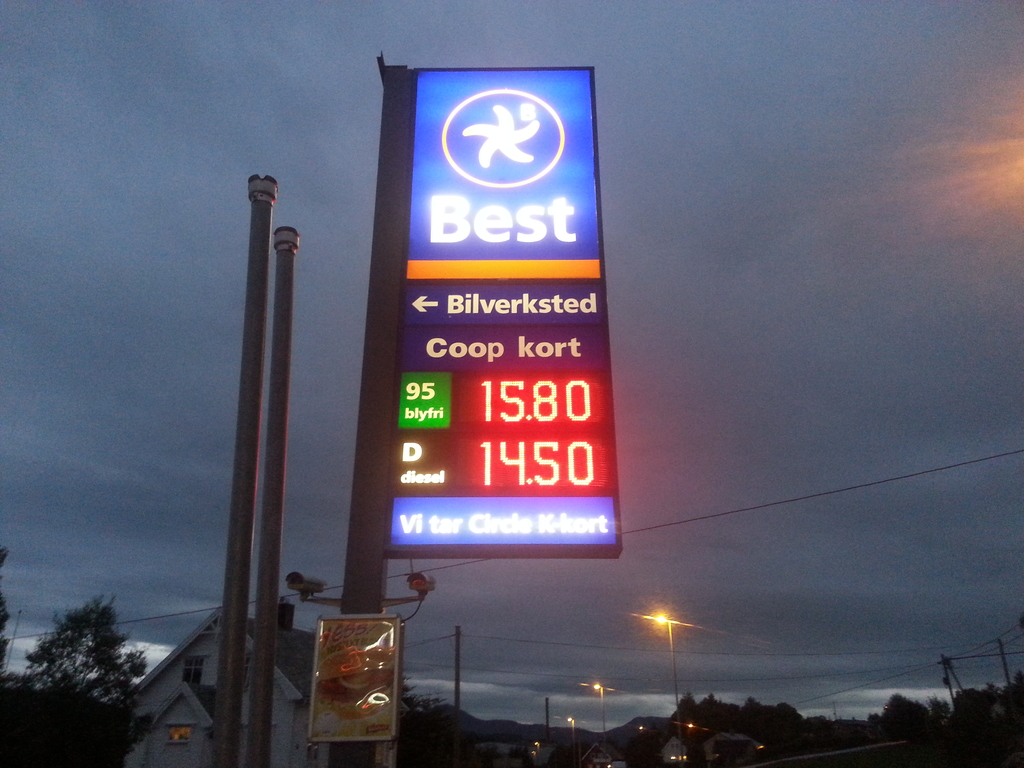 B
Best
← Bilverksted
Coop kort
95
blyfri
15.80
D
diesel
14.50
Vi tar Circle K-kort